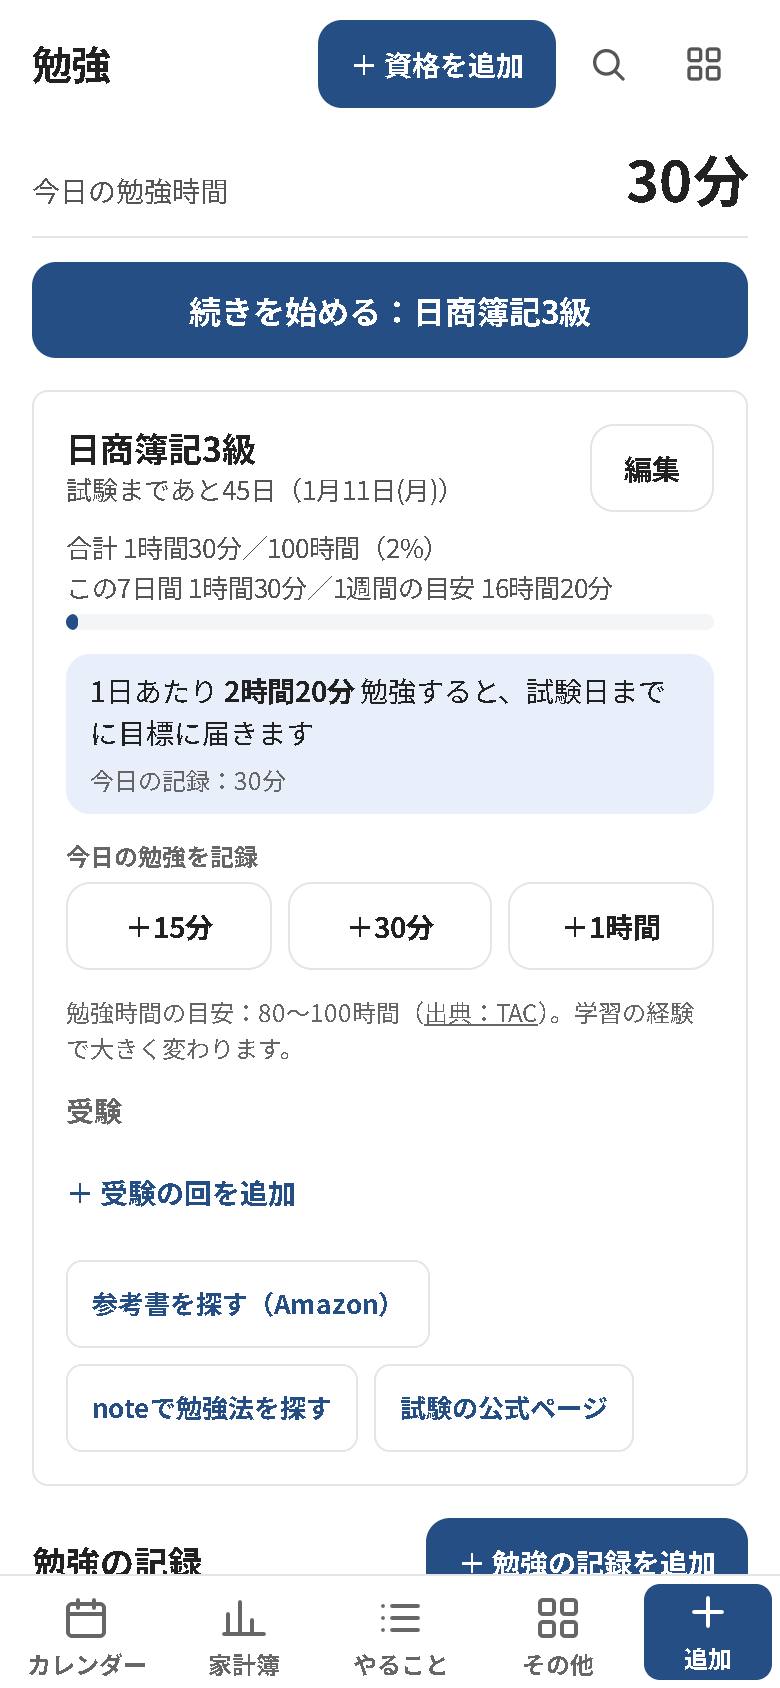 勉強
＋ 資格を追加
今日の勉強時間
30分
続きを始める：日商簿記3級
日商簿記3級
編集
試験まであと45日（1月11日(月)）
合計 1時間30分／100時間（2%）
この7日間 1時間30分／1週間の目安 16時間20分
1日あたり 2時間20分 勉強すると、試験日まで
に目標に届きます
今日の記録：30分
今日の勉強を記録
＋15分
＋30分
＋1時間
勉強時間の目安：80〜100時間（出典：TAC）。学習の経験
で大きく変わります。
受験
＋ 受験の回を追加
参考書を探す（Amazon）
noteで勉強法を探す
試験の公式ページ
勉強の記録
＋ 勉強の記録を追加
カレンダー
家計簿
やること
その他
追加